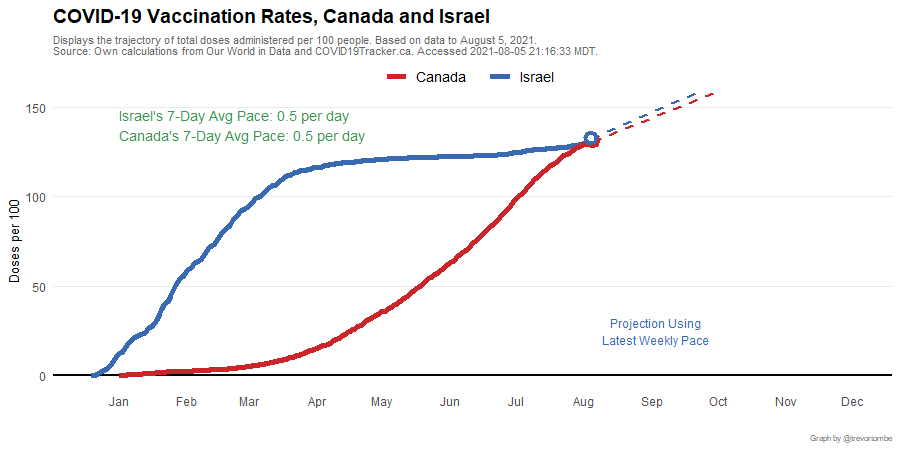 COVID-19 Vaccination Rates, Canada and Israel
Displays the trajectory of total doses administered per 100 people. Based on data to August 5, 2021.
Source: Own calculations from Our World in Data and COVID19Tracker.ca. Accessed 2021-08-05 21:16:33 MDT.
Canada Israel
Israel's 7-Day Avg Pace: 0.5 per day
Canada's 7-Day Avg Pace: 0.5 per day
Doses per 100
150
100
50
0
Projection Using
Latest Weekly Pace
Jan Feb Mar Apr May Jun Jul Aug Sep Oct Nov Dec
Graph by @trevortombe